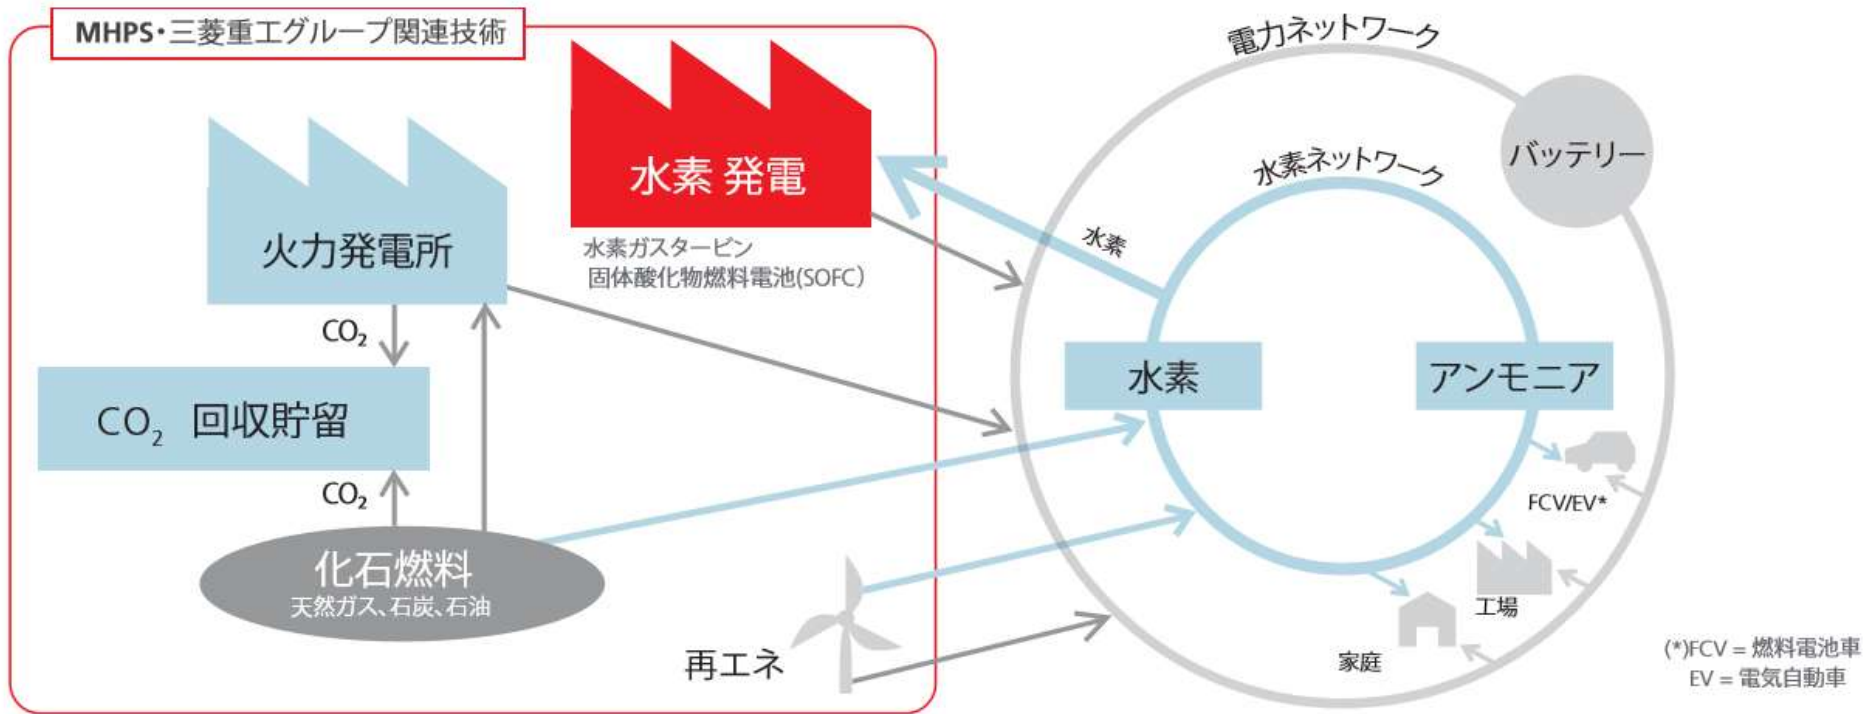 MHPS・三菱重工グループ関連技術
水素 発電
水素ガスタービン
固体酸化物燃料電池(SOFC)
火力発電所
CO₂
CO₂ 回収貯留
CO₂
化石燃料
天然ガス、石炭、石油
再エネ
電力ネットワーク
バッテリー
水素ネットワーク
水素
水素
アンモニア
FCV/EV*
工場
家庭
(*)FCV = 燃料電池車
EV = 電気自動車